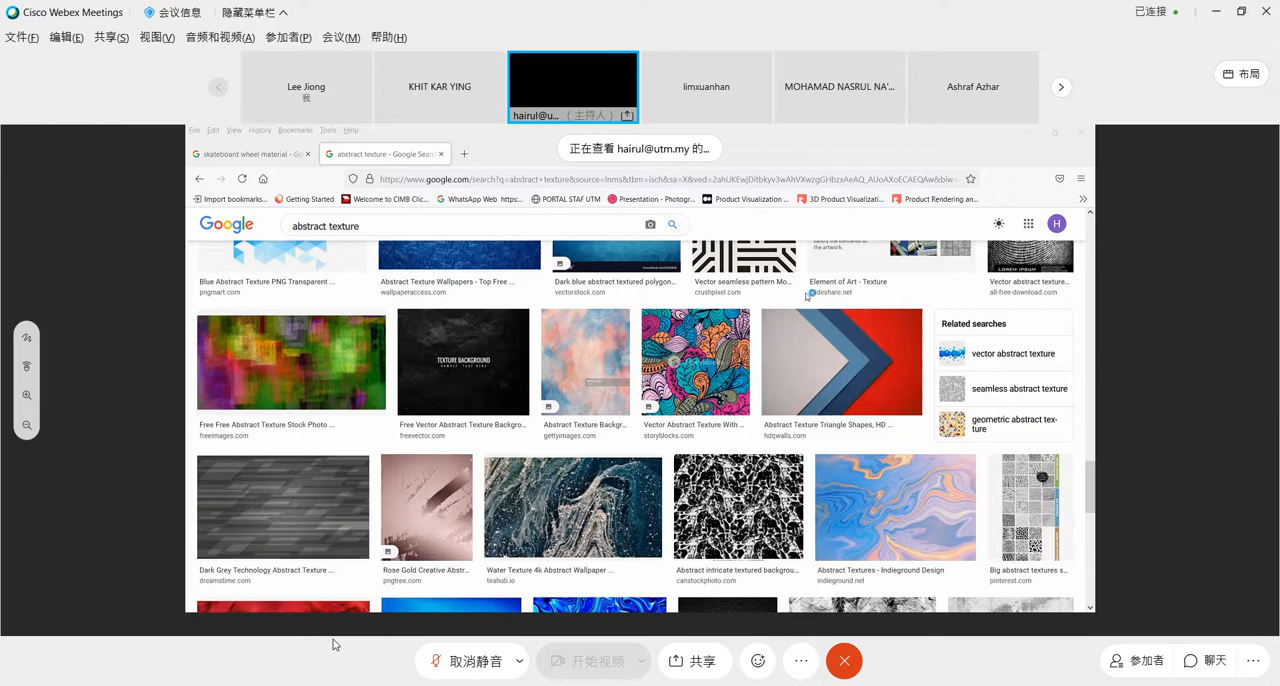 Cisco Webex Meetings
会议信息
隐藏菜单栏
已连接
文件(F) 编辑(E) 共享(S) 视图(V) 音频和视频(A) 参加者(P) 会议(M) 帮助(H)
Lee Jiong
我
KHIT KAR YING
hairul@u... （主持人）
limxuanhan
MOHAMAD NASRUL NA'...
Ashraf Azhar
布局
File Edit View History Bookmarks Tools Help
正在查看 hairul@utm.my 的...
skateboard wheel material - Go
abstract texture - Google Searc
https://www.google.com/search?q=abstract+texture&source=lnms&tbm=isch&sa=X&ved=
Import bookmarks... Getting Started Welcome to CIMB Clic... WhatsApp Web https:... PORTAL STAF UTM Presentation - Photogr... Product Visualization ... 3D Product Visualizati... Product Rendering an...
Google
abstract texture
H
LOREM IPSUM
Blue Abstract Texture PNG Transparent ...
pngmart.com
Abstract Texture Wallpapers - Top Free ...
wallpaperaccess.com
Dark blue abstract textured polygon...
vectorstock.com
Vector seamless pattern Mo...
crushpixel.com
Element of Art - Texture
ideshare.net
Vector abstract texture...
all-free-download.com
TEXTURE BACKGROUND
Related searches
vector abstract texture
seamless abstract texture
geometric abstract tex-
ture
Free Free Abstract Texture Stock Photo ...
freeimages.com
Free Vector Abstract Texture Backgro...
freevector.com
Abstract Texture Backgr...
gettyimages.com
Vector Abstract Texture With ...
storyblocks.com
Abstract Texture Triangle Shapes, HD ...
hdqwalls.com
Dark Grey Technology Abstract Texture ...
dreamstime.com
Rose Gold Creative Abstr...
pngtree.com
Water Texture 4k Abstract Wallpaper ...
teahub.io
Abstract intricate textured backgrou...
canstockphoto.com
Abstract Textures - Indieground Design
indieground.net
Big abstract textures s...
pinterest.com
取消静音
开始视频
共享
参加者
聊天